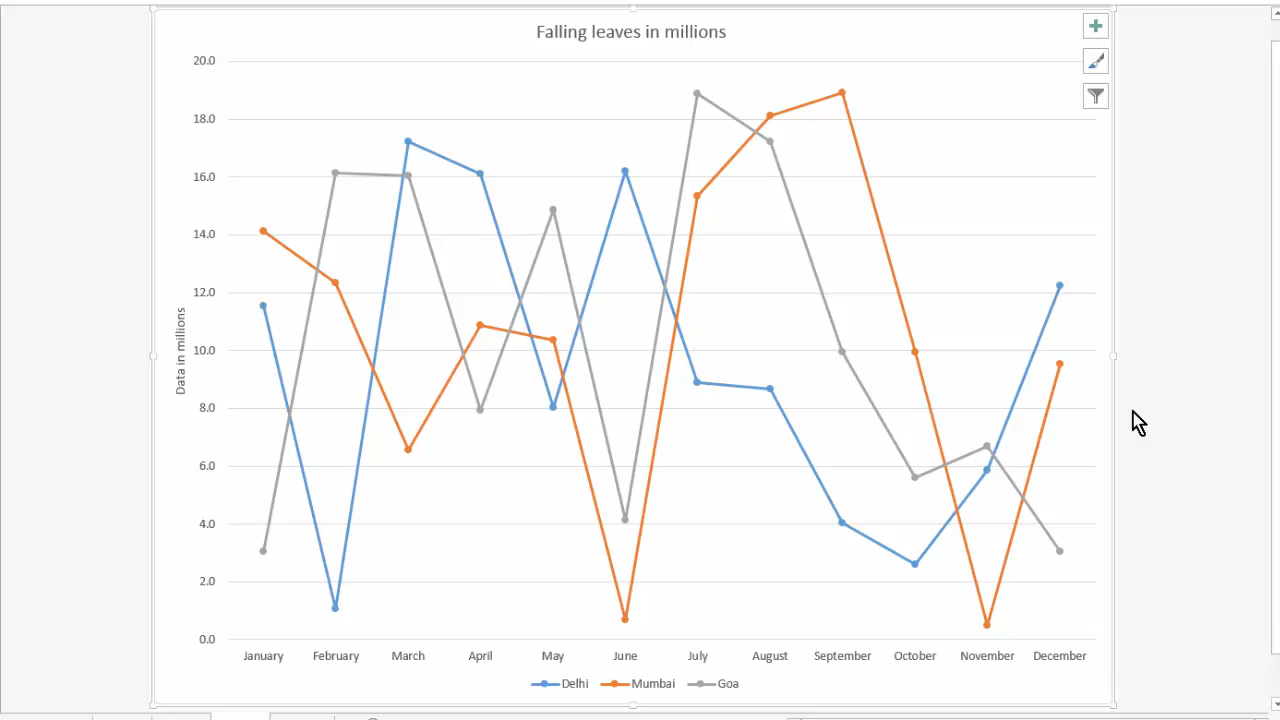 Falling leaves in millions
20.0
18.0
16.0
14.0
12.0
10.0
8.0
6.0
4.0
2.0
0.0
Data in millions
January February March April May June July August September October November December
Delhi Mumbai Goa